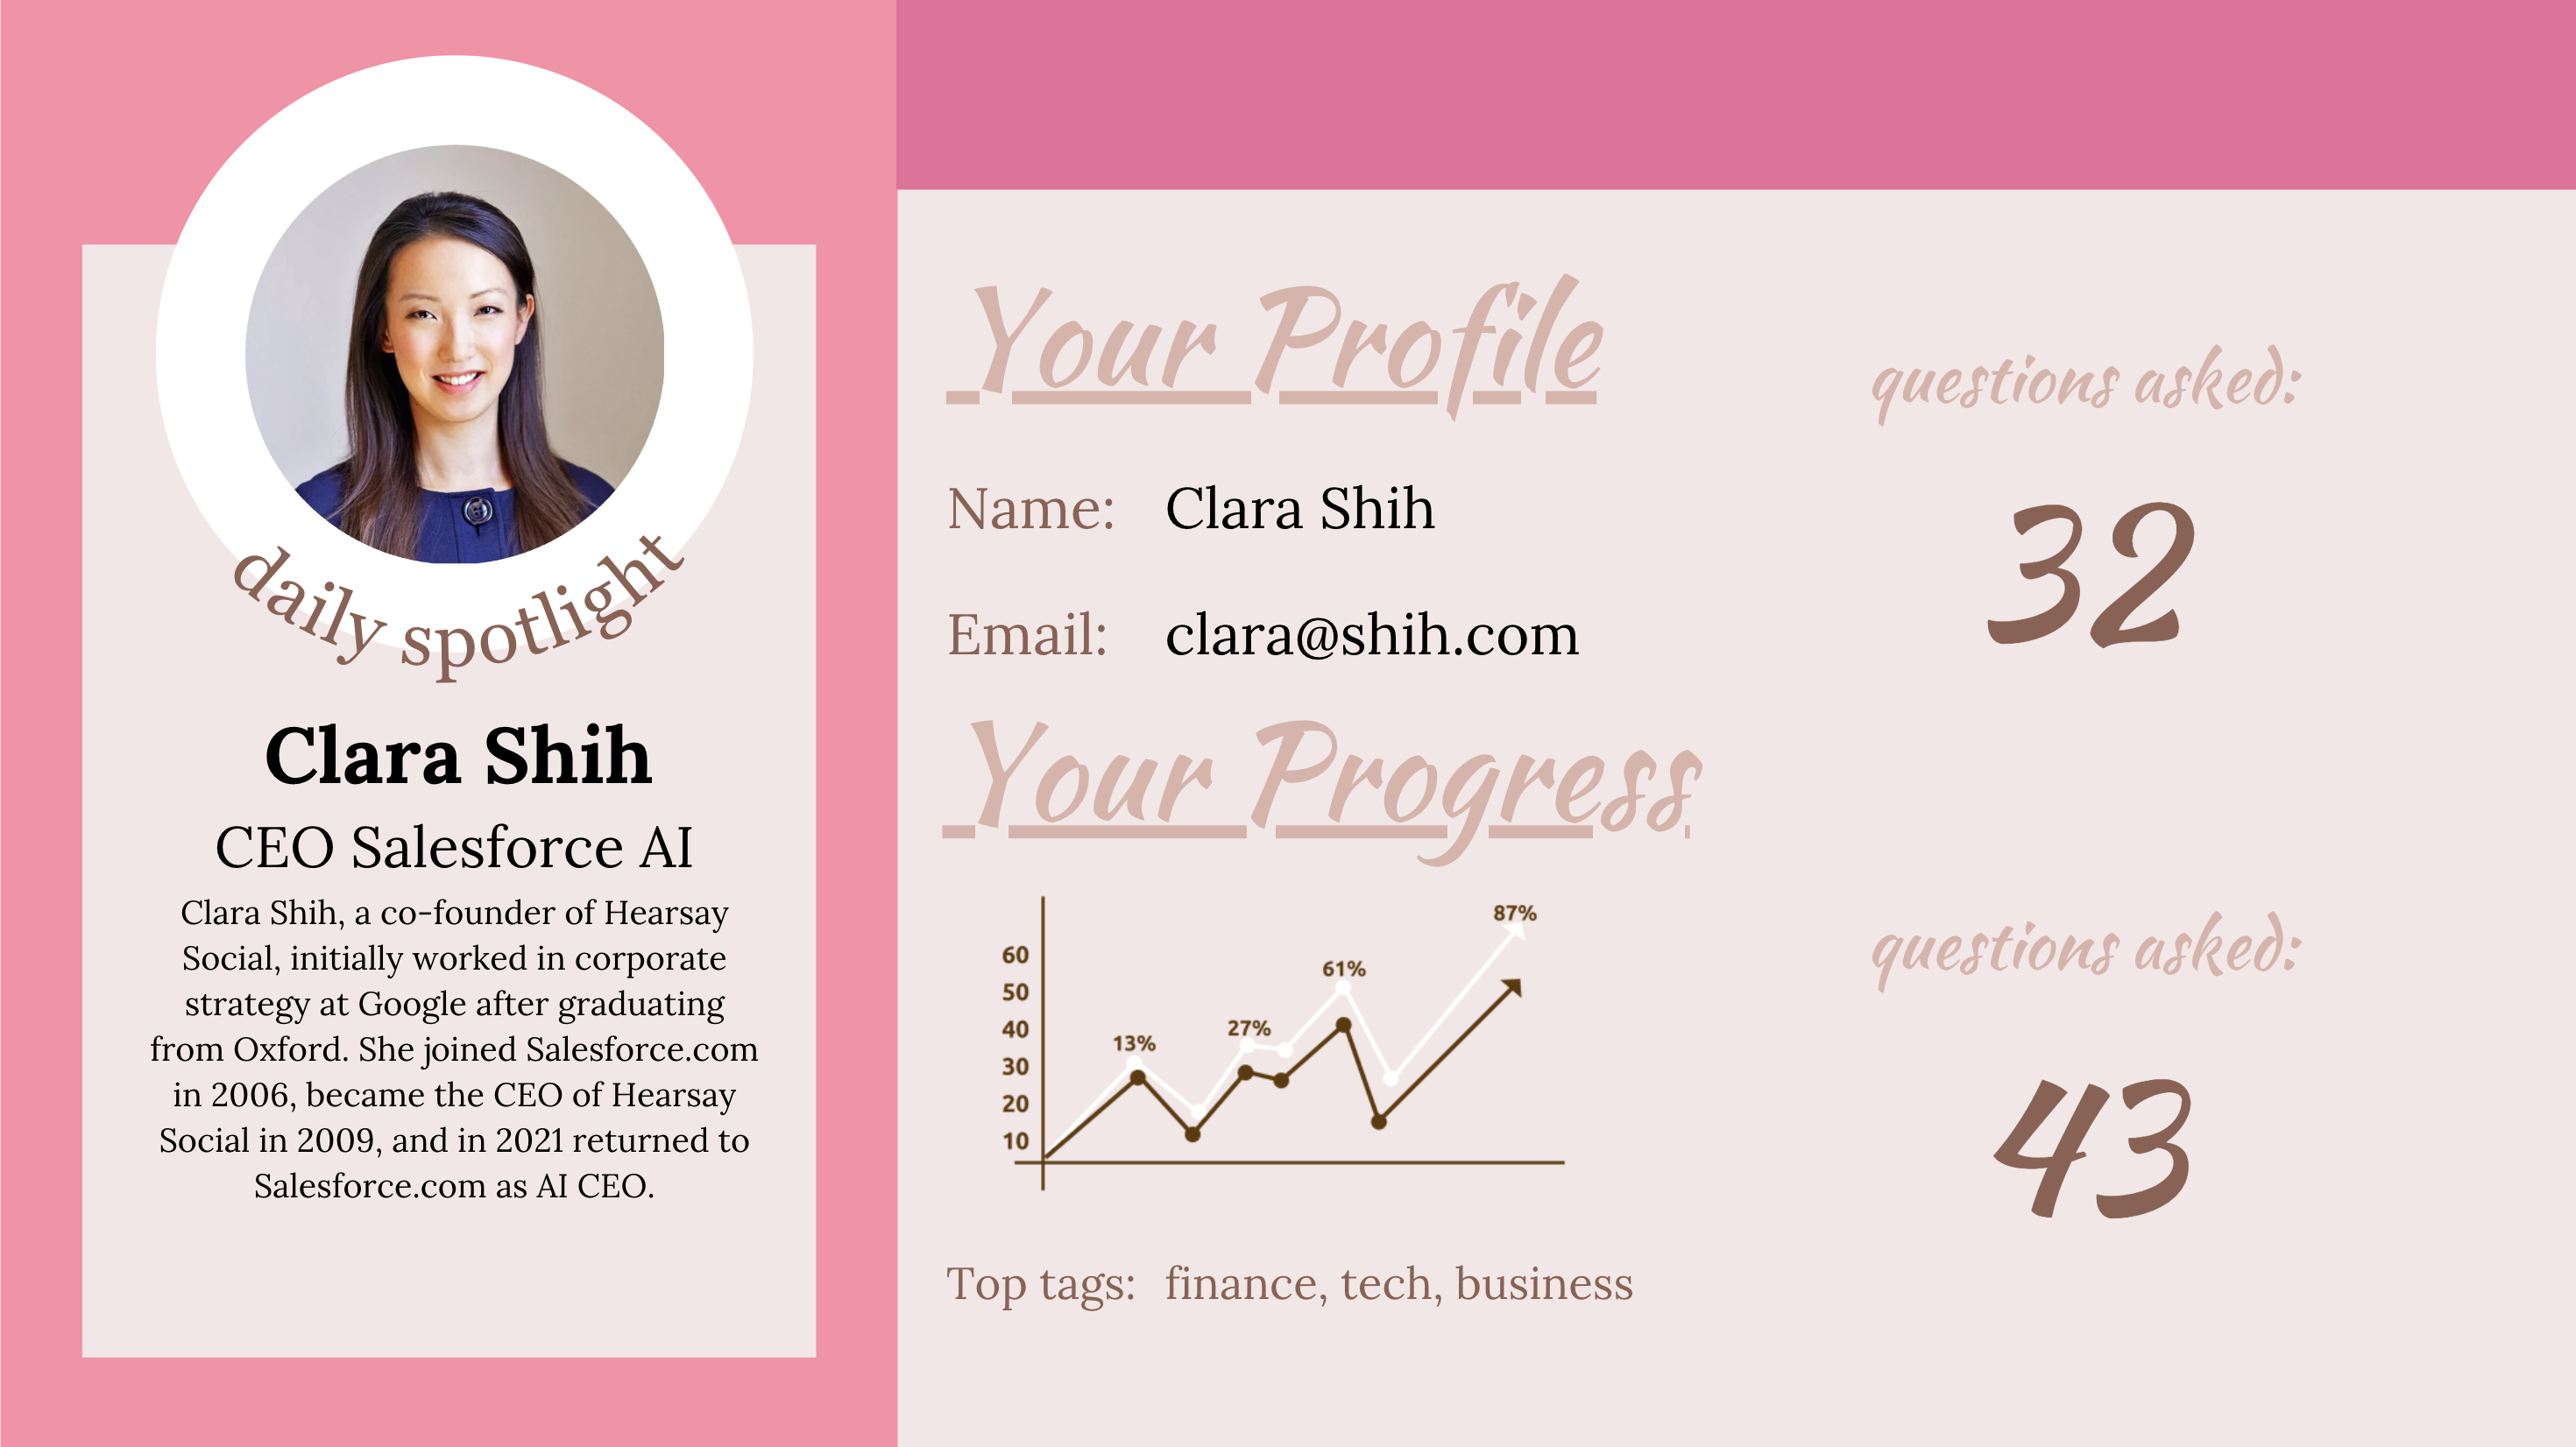 daily spotlight
Clara Shih
CEO Salesforce AI
Clara Shih, a co-founder of Hearsay
Social, initially worked in corporate
strategy at Google after graduating
from Oxford. She joined Salesforce.com
in 2006, became the CEO of Hearsay
Social in 2009, and in 2021 returned to
Salesforce.com as AI CEO.
Your Profile
Name: Clara Shih
Email: clara@shih.com
questions asked:
32
Your Progress
87%
61%
27%
13%
60
50
40
30
20
10
questions asked:
43
Top tags: finance, tech, business